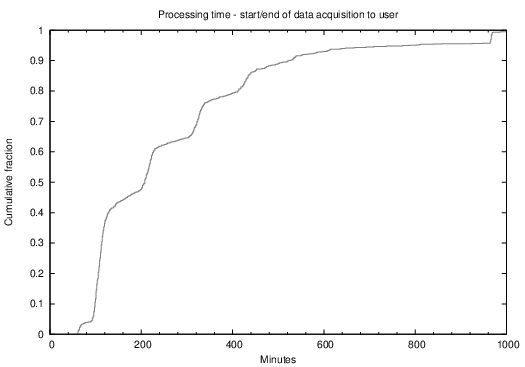 Processing time - start/end of data acquisition to user
1
0.9
0.8
0.7
0.6
0.5
0.4
0.3
0.2
0.1
0
Cumulative fraction
0 200 400 600 800 1000
Minutes